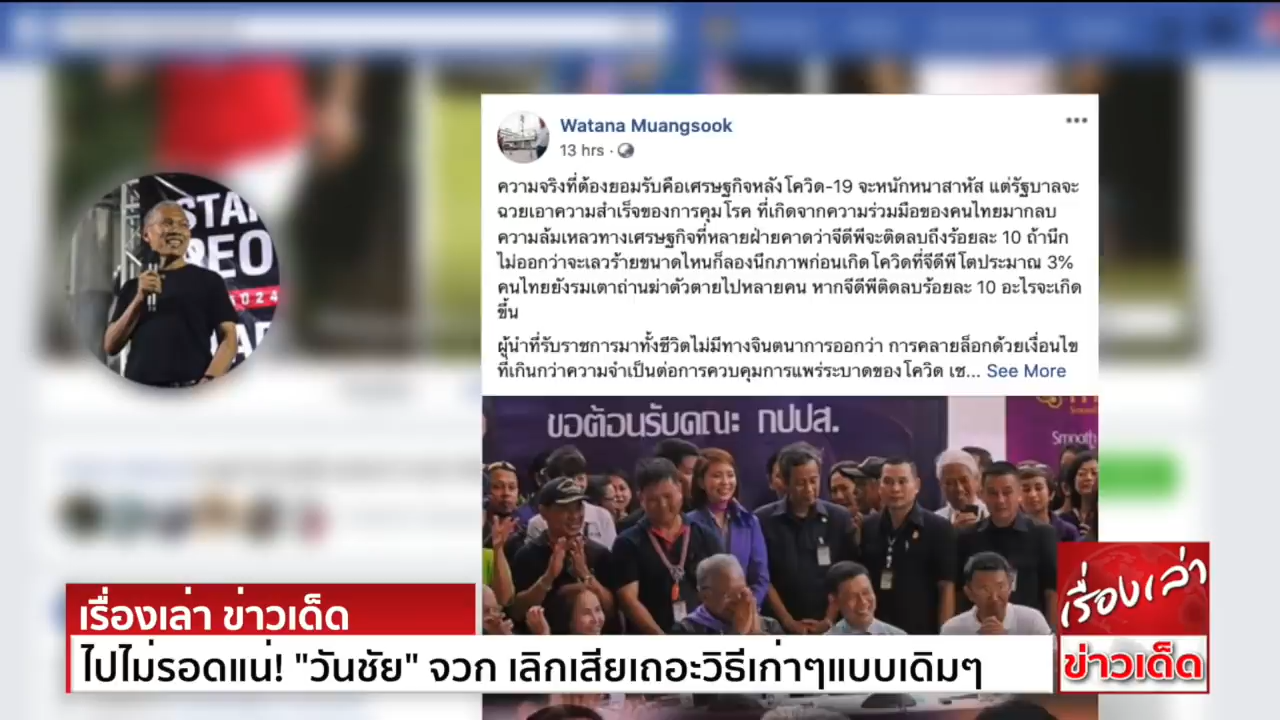 Watana Muangsook
13 hrs ·
ความจริงที่ต้องยอมรับคือเศรษฐกิจหลังโควิด-19 จะหนักหนาสาหัส แต่รัฐบาลจะ
ฉวยเอาความสำเร็จของการคุมโรค ที่เกิดจากความร่วมมือของคนไทยมากลบ
ความล้มเหลวทางเศรษฐกิจที่หลายฝ่ายคาดว่าจีดีพีจะติดลบถึงร้อยละ 10 ถ้านึก
ไม่ออกว่าจะเลวร้ายขนาดไหนก็ลองนึกภาพก่อนเกิดโควิดที่จีดีพีโตประมาณ 3%
คนไทยยังรมเตาถ่านฆ่าตัวตายไปหลายคน หากจีดีพีติดลบร้อยละ 10 อะไรจะเกิด
ขึ้น
ผู้นำที่รับราชการมาทั้งชีวิตไม่มีทางจินตนาการออกว่า การคลายล็อกด้วยเงื่อนไข
ที่เกินกว่าความจำเป็นต่อการควบคุมการแพร่ระบาดของโควิด เช... See More
STA
REO
1024
ขอต้อนรับคณะ กปปส.
Smooth
เรื่องเล่า ข่าวเด็ด
ไปไม่รอดแน่! "วันชัย" จวก เลิกเสียเถอะวิธีเก่าๆแบบเดิมๆ
เรื่องเล่า
ข่าวเด็ด